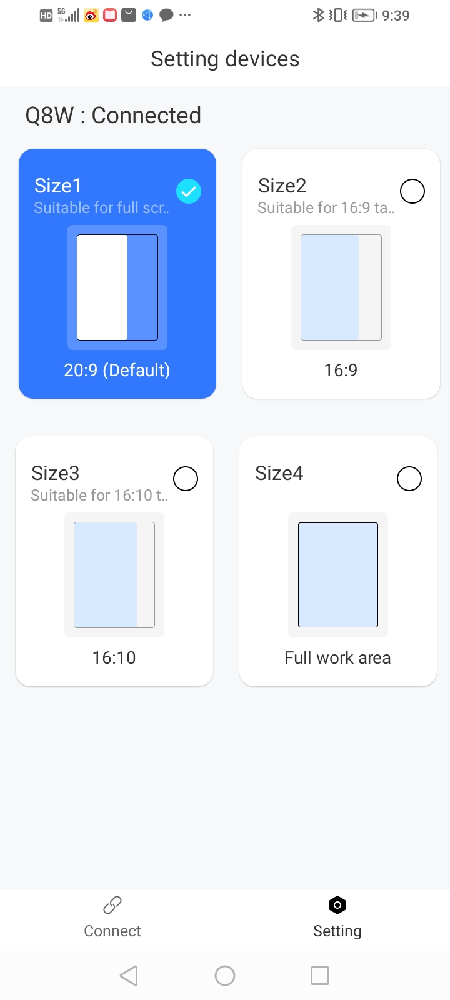 HD 5G 9:39
Setting devices
Q8W : Connected
Size1
Suitable for full scr..
20:9 (Default)
Size2
Suitable for 16:9 ta..
16:9
Size3
Suitable for 16:10 t..
16:10
Size4
Full work area
Connect
Setting